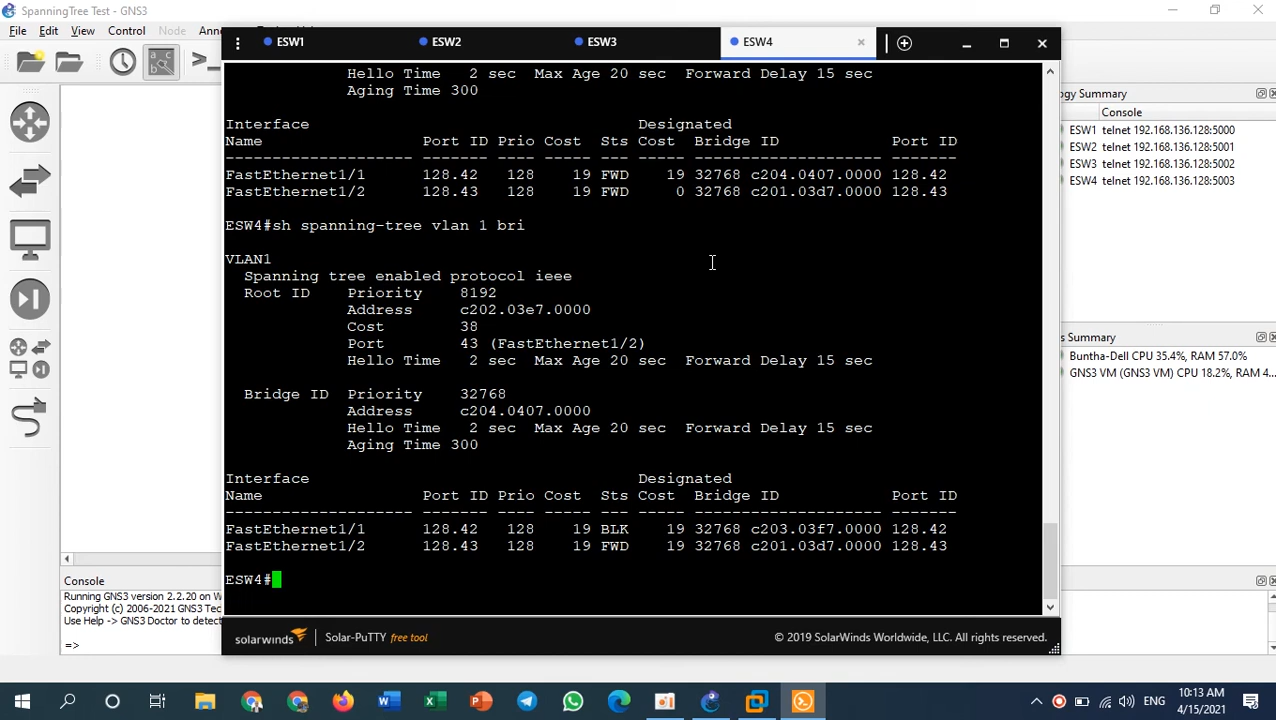 SpanningTree Test - GNS3
File Edit View Control
ESW1 ESW2 ESW3 ESW4
Hello Time 2 sec Max Age 20 sec Forward Delay 15 sec
Aging Time 300
Interface Designated
Name Port ID Prio Cost Sts Cost Bridge ID Port ID
-------------------- ------- ---- ----- --- ----- -------------------- -------
FastEthernet1/1 128.42 128 19 FWD 19 32768 c204.0407.0000 128.42
FastEthernet1/2 128.43 128 19 FWD 0 32768 c201.03d7.0000 128.43
ESW4#sh spanning-tree vlan 1 bri
VLAN1
Spanning tree enabled protocol ieee
Root ID Priority 8192
Address c202.03e7.0000
Cost 38
Port 43 (FastEthernet1/2)
Hello Time 2 sec Max Age 20 sec Forward Delay 15 sec
Bridge ID Priority 32768
Address c204.0407.0000
Hello Time 2 sec Max Age 20 sec Forward Delay 15 sec
Aging Time 300
Interface Designated
Name Port ID Prio Cost Sts Cost Bridge ID Port ID
-------------------- ------- ---- ----- --- ----- -------------------- -------
FastEthernet1/1 128.42 128 19 BLK 19 32768 c203.03f7.0000 128.42
FastEthernet1/2 128.43 128 19 FWD 19 32768 c201.03d7.0000 128.43
ESW4#
solarwinds Solar-PuTTY free tool © 2019 SolarWinds Worldwide, LLC. All rights reserved.
Summary
Console
ESW1 telnet 192.168.136.128:5000
ESW2 telnet 192.168.136.128:5001
ESW3 telnet 192.168.136.128:5002
ESW4 telnet 192.168.136.128:5003
Summary
Buntha-Dell CPU 35.4%, RAM 57.0%
GNS3 VM (GNS3 VM) CPU 18.2%, RAM 4...
Console
Running GNS3 version 2.2.20 on
Copyright (c) 2006-2021 GNS3
Use Help -> GNS3 Doctor to
=>
ENG
10:13 AM
4/15/2021